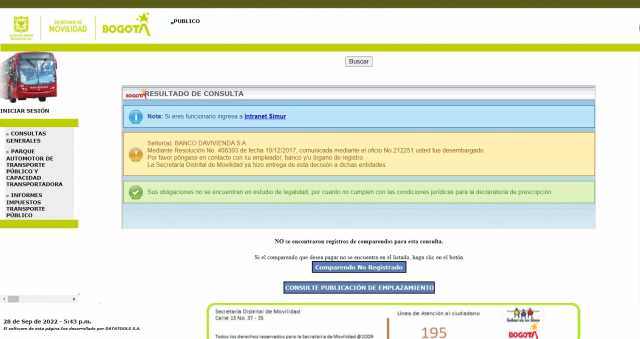 SECRETARÍA DE
MOVILIDAD
BOGOTÁ
PUBLICO
Buscar
INICIAR SESIÓN
» CONSULTAS
GENERALES
» PARQUE
AUTOMOTOR DE
TRANSPORTE
PÚBLICO Y
CAPACIDAD
TRANSPORTADORA
» INFORMES
IMPUESTOS
TRANSPORTE
PÚBLICO
BOGOTÁ RESULTADO DE CONSULTA
Nota: Si eres funcionario ingresa a Intranet Simur
Señor(a): BANCO DAVIVIENDA S A
Mediante Resolución No. 406393 de fecha 19/12/2017, comunicada mediante el oficio No.212251 usted fue desembargado.
Por favor póngase en contacto con su empleador, banco y/u órgano de registro.
La Secretaría Distrital de Movilidad ya hizo entrega de esta decisión a dichas entidades
Sus obligaciones no se encuentran en estudio de legalidad, por cuanto no cumplen con las condiciones jurídicas para la declaratoria de prescripción
NO se encontraron registros de comparendos para esta consulta.
Si el comparendo que desea pagar no se encuentra en el listado, haga clic en el botón
Comparendo No Registrado
CONSULTE PUBLICACIÓN DE EMPLAZAMIENTO
28 de Sep de 2022 - 5:43 p.m.
El software de esta página fue desarrollado por DATATOOLS S.A.
Secretaría Distrital de Movilidad
Calle 13 No. 37 - 35
Todos los derechos reservados para la Secretaría de Movilidad @2009
Línea de Atención al ciudadano
195
BOGOTÁ